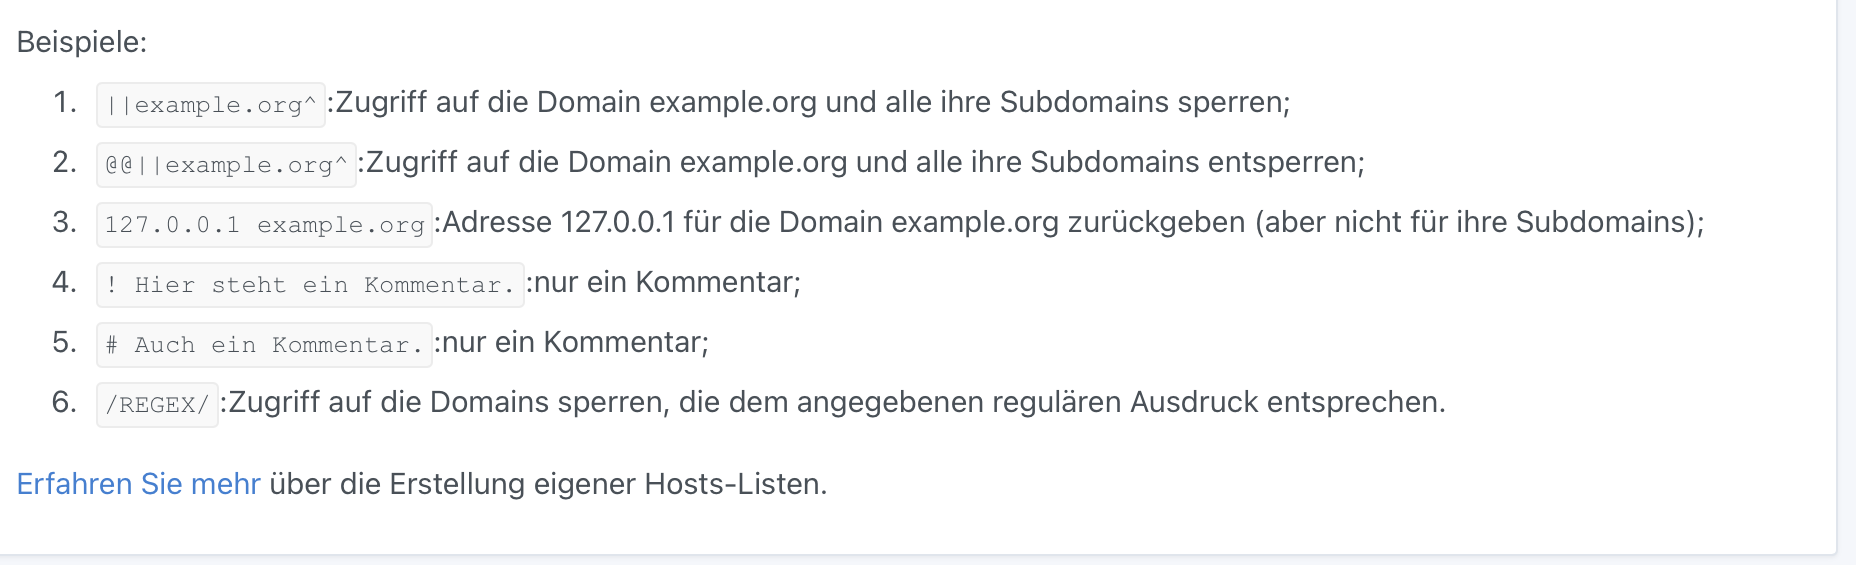 Beispiele:
1. ||example.org^ :Zugriff auf die Domain example.org und alle ihre Subdomains sperren;
2. @@||example.org^ :Zugriff auf die Domain example.org und alle ihre Subdomains entsperren;
3. 127.0.0.1 example.org :Adresse 127.0.0.1 für die Domain example.org zurückgeben (aber nicht für ihre Subdomains);
4. ! Hier steht ein Kommentar. :nur ein Kommentar;
5. # Auch ein Kommentar. :nur ein Kommentar;
6. /REGEX/ :Zugriff auf die Domains sperren, die dem angegebenen regulären Ausdruck entsprechen.
Erfahren Sie mehr über die Erstellung eigener Hosts-Listen.